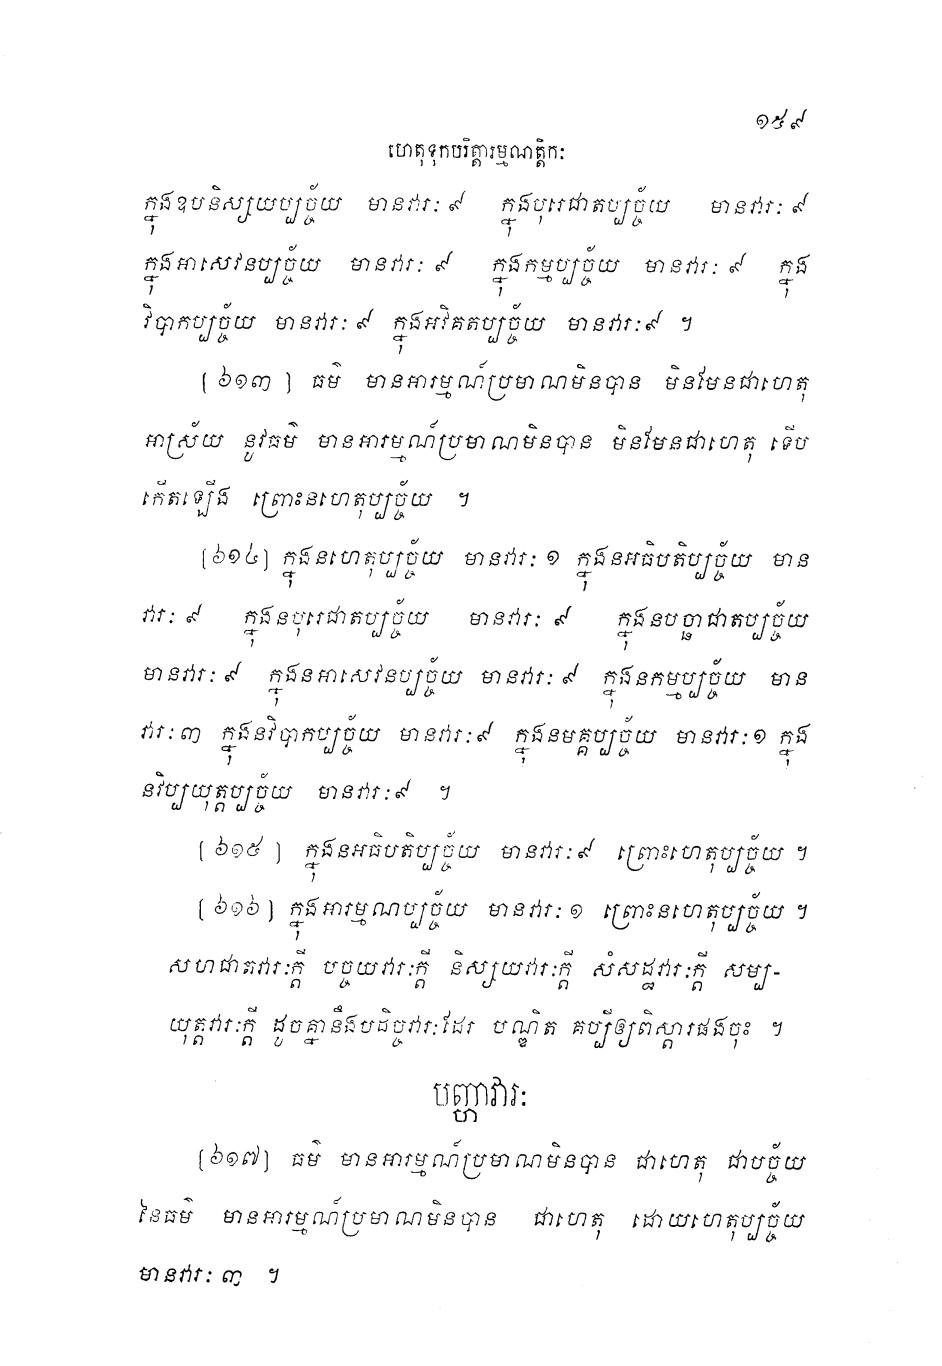 ១៥៩
ហេតុទុកបរិត្តារម្មណត្តិកៈ
ក្នុងឧបនិស្សយប្បច្ច័យ មានវារៈ ៩ ក្នុងបុរេជាតប្បច្ច័យ មានវារៈ ៩
ក្នុងអាសេវនប្បច្ច័យ មានវារៈ ៩ ក្នុងកម្មប្បច្ច័យ មានវារៈ ៩ ក្នុង
វិបាកប្បច្ច័យ មានវារៈ ៩ ក្នុងអវិគតប្បច្ច័យ មានវារៈ៩ ។
(៦១៣) ធម៌ មានអារម្មណ៍ប្រមាណមិនបាន មិនមែនជាហេតុ
អាស្រ័យ នូវធម៌ មានអារម្មណ៍ប្រមាណមិនបាន មិនមែនជាហេតុ ទើប
កើតឡើង ព្រោះនហេតុប្បច្ច័យ ។
(៦១៤) ក្នុងនហេតុប្បច្ច័យ មានវារៈ ១ ក្នុងនអធិបតិប្បច្ច័យ មាន
វារៈ ៩ ក្នុងនបុរេជាតប្បច្ច័យ មានវារៈ ៩ ក្នុងនបច្ឆាជាតប្បច្ច័យ
មានវារៈ ៩ ក្នុងនអាសេវនប្បច្ច័យ មានវារៈ ៩ ក្នុងនកម្មប្បច្ច័យ មាន
វារៈ ៣ ក្នុងនវិបាកប្បច្ច័យ មានវារៈ៩ ក្នុងនមគ្គប្បច្ច័យ មានវារៈ១ ក្នុង
នវិប្បយុត្តប្បច្ច័យ មានវារៈ៩ ។
(៦១៥) ក្នុងនអធិបតិប្បច្ច័យ មានវារៈ៩ ព្រោះហេតុប្បច្ច័យ ។
(៦១៦) ក្នុងអារម្មណប្បច្ច័យ មានវារៈ១ ព្រោះនហេតុប្បច្ច័យ ។
សហជាតវារៈក្តី បច្ចយវារៈក្តី និស្សយវារៈក្តី សំសដ្ឋវារៈក្តី សម្ប-
យុត្តវារៈក្តី ដូចគ្នានឹងបដិច្ចវារៈដែរ បណ្ឌិត គប្បីឲ្យពិស្តារផងចុះ ។
បញ្ហាវារៈ
(៦១៧) ធម៌ មានអារម្មណ៍ប្រមាណមិនបាន ជាហេតុ ជាបច្ច័យ
នៃធម៌ មានអារម្មណ៍ប្រមាណមិនបាន ជាហេតុ ដោយហេតុប្បច្ច័យ
មានវារៈ ៣ ។